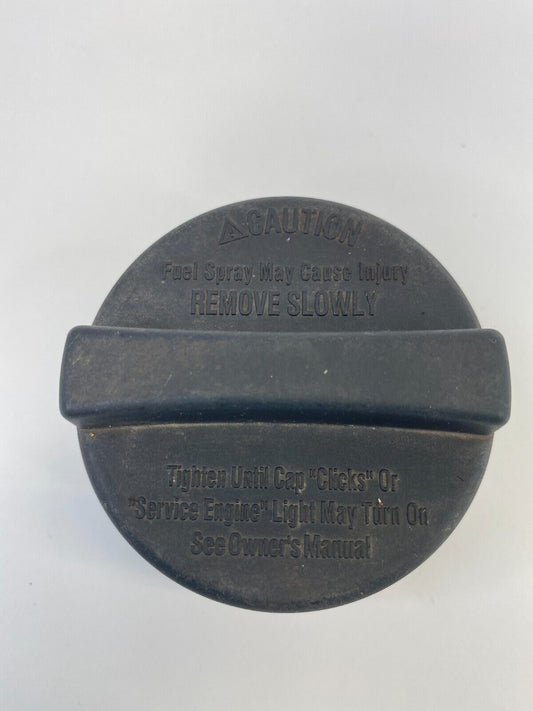 ⚠CAUTION
Fuel Spray May Cause Injury
REMOVE SLOWLY
Tighten Until Cap "Clicks" Or
"Service Engine" Light May Turn On
See Owner's Manual